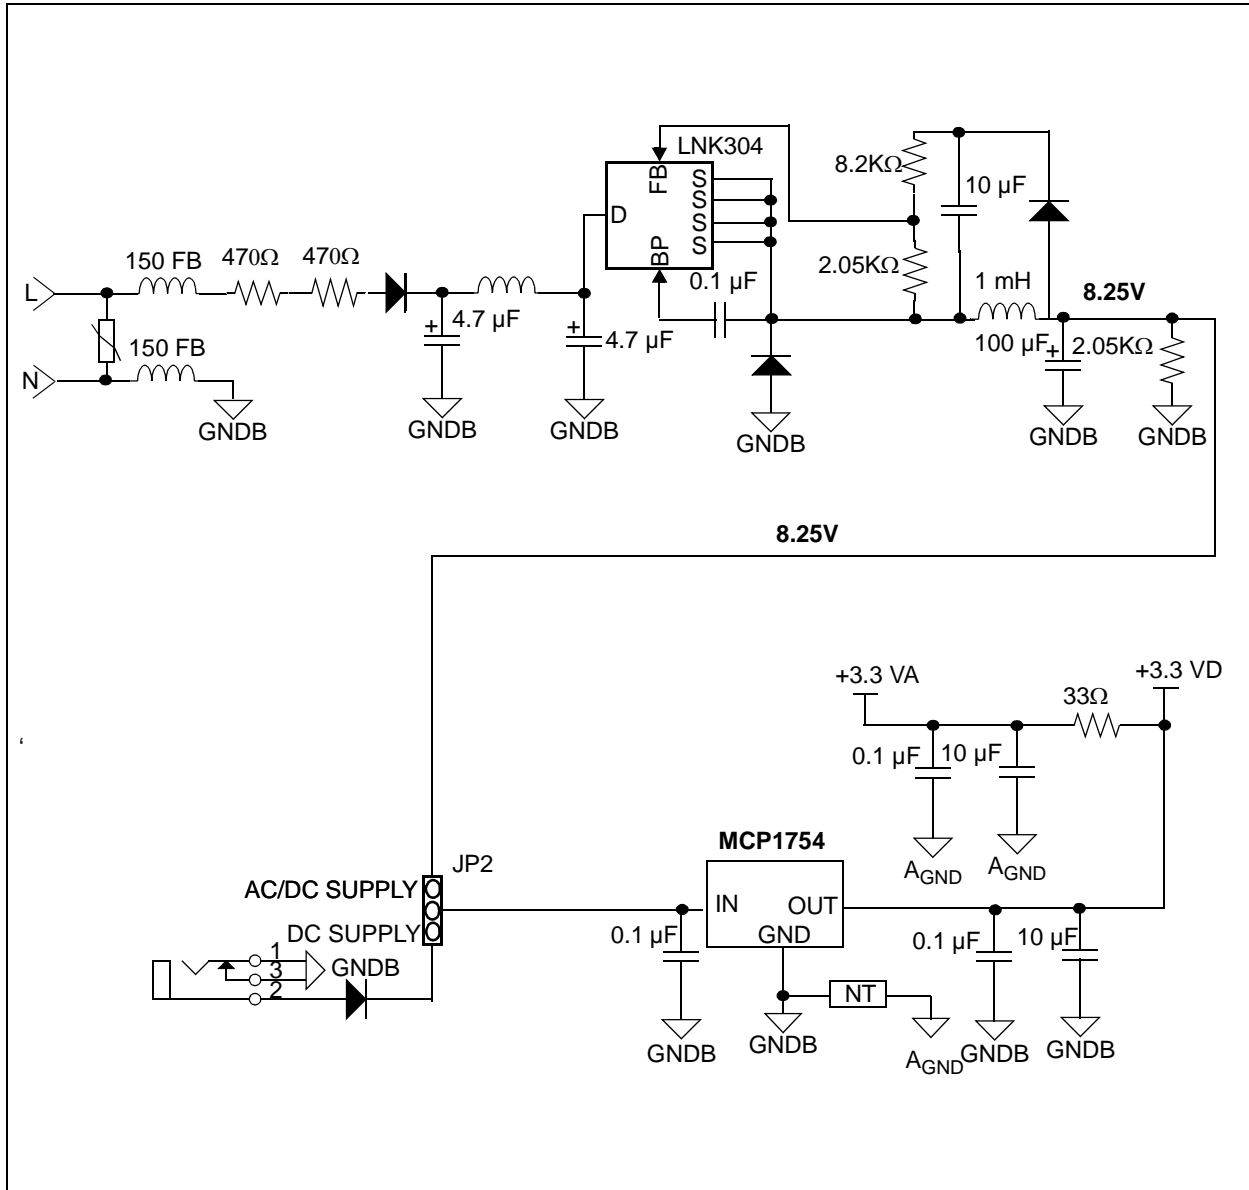 LNK304
FB
S
S
S
S
D
BP
8.2KΩ
10 µF
2.05KΩ
0.1 µF
1 mH
8.25V
L
150 FB
470Ω
470Ω
4.7 µF
4.7 µF
100 µF
2.05KΩ
+
+
+
N
150 FB
GNDB
GNDB
GNDB
GNDB
GNDB
GNDB
8.25V
+3.3 VA
+3.3 VD
33Ω
‘
0.1 µF
10 µF
A_GND
A_GND
MCP1754
JP2
AC/DC SUPPLY
DC SUPPLY
IN
OUT
GND
0.1 µF
0.1 µF
10 µF
1
3
2
GNDB
NT
GNDB
GNDB
A_GND
GNDB
GNDB